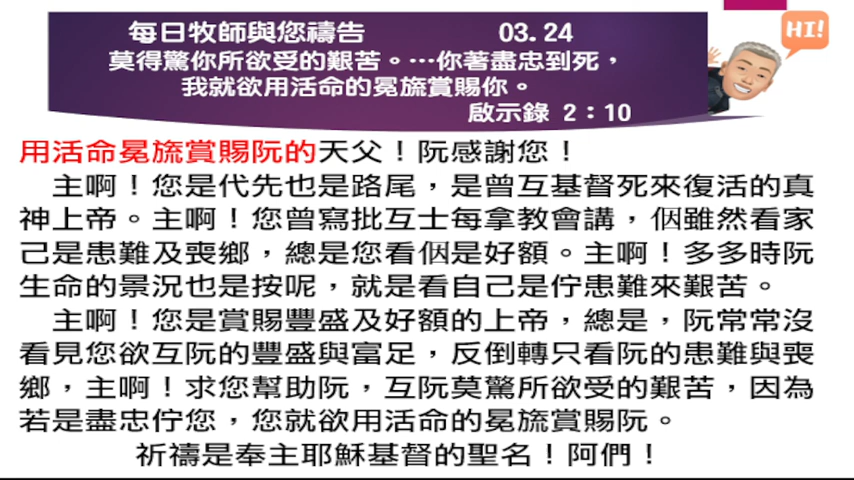 每日牧師與您禱告 03.24
莫得驚你所欲受的艱苦。…你著盡忠到死，
我就欲用活命的冕旒賞賜你。
啟示錄 2：10
HI!
用活命冕旒賞賜阮的天父！阮感謝您！
主啊！您是代先也是路尾，是曾互基督死來復活的真
神上帝。主啊！您曾寫批互士每拿教會講，𪜶雖然看家
己是患難及喪鄉，總是您看𪜶是好額。主啊！多多時阮
生命的景況也是按呢，就是看自己是佇患難來艱苦。
主啊！您是賞賜豐盛及好額的上帝，總是，阮常常沒
看見您欲互阮的豐盛與富足，反倒轉只看阮的患難與喪
鄉，主啊！求您幫助阮，互阮莫驚所欲受的艱苦，因為
若是盡忠佇您，您就欲用活命的冕旒賞賜阮。
祈禱是奉主耶穌基督的聖名！阿們！